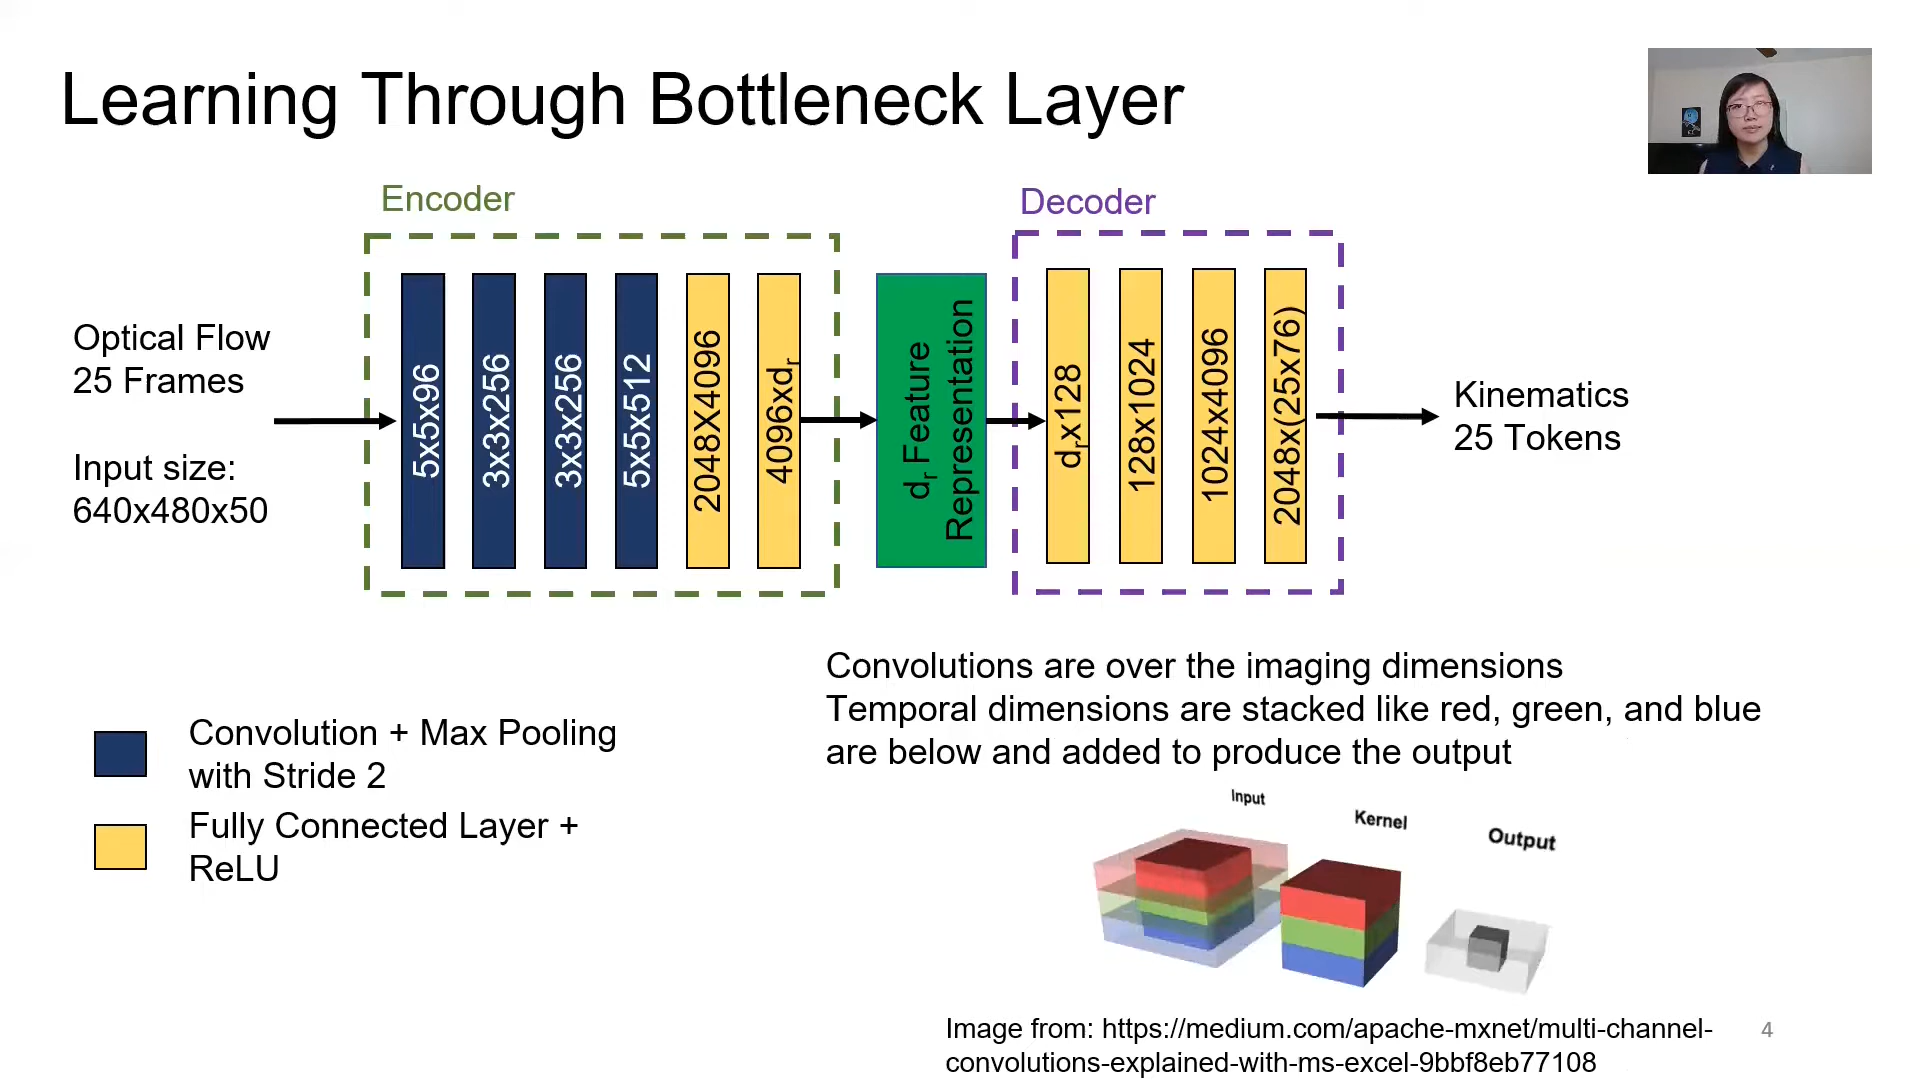 Learning Through Bottleneck Layer
Encoder
Decoder
Optical Flow
25 Frames
Input size:
640x480x50
5x5x96
3x3x256
3x3x256
5x5x512
2048X4096
4096xdr
dr Feature
Representation
drx128
128x1024
1024x4096
2048x(25x76)
Kinematics
25 Tokens
Convolution + Max Pooling
with Stride 2
Fully Connected Layer +
ReLU
Convolutions are over the imaging dimensions
Temporal dimensions are stacked like red, green, and blue
are below and added to produce the output
Input
Kernel
Output
Image from: https://medium.com/apache-mxnet/multi-channel-
convolutions-explained-with-ms-excel-9bbf8eb77108
4